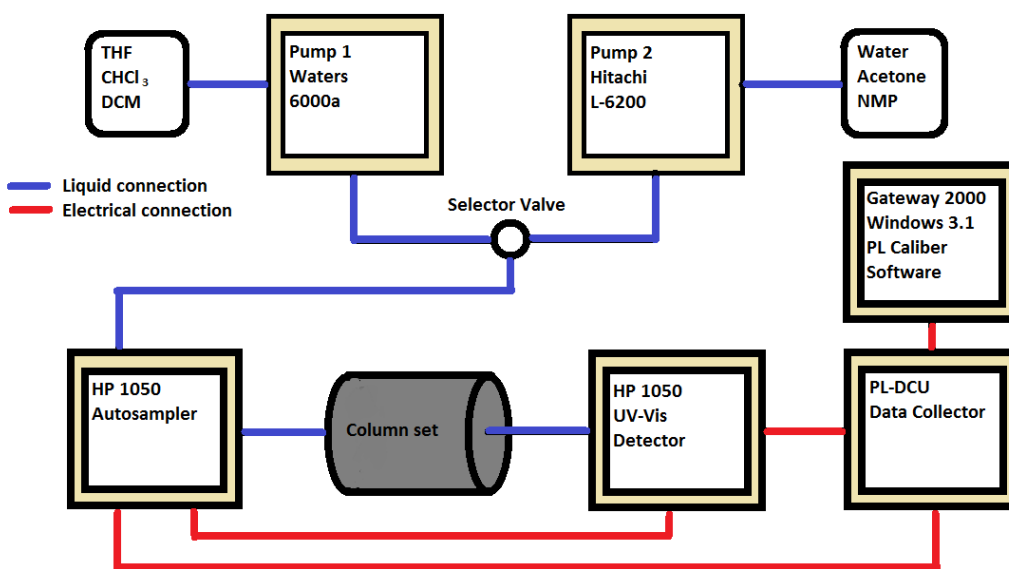 THF
CHCl₃
DCM
Pump 1
Waters
6000a
Pump 2
Hitachi
L-6200
Water
Acetone
NMP
Liquid connection
Electrical connection
Selector Valve
Gateway 2000
Windows 3.1
PL Caliber
Software
HP 1050
Autosampler
Column set
HP 1050
UV-Vis
Detector
PL-DCU
Data Collector